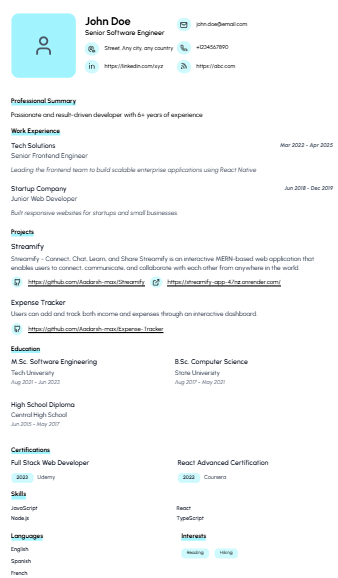 John Doe
Senior Software Engineer
john.doe@email.com
Street, Any city, any country
+1234567890
https://linkedin.com/xyz
https://abc.com
Professional Summary
Passionate and result-driven developer with 6+ years of experience
Work Experience
Tech Solutions
Mar 2022 - Apr 2025
Senior Frontend Engineer
Leading the Frontend team to build scalable enterprise applications using React Native
Startup Company
Jun 2018 - Dec 2019
Junior Web Developer
Built responsive websites for startups and small businesses.
Projects
Streamify
Streamify - Connect, Chat, Learn, and Share Streamify is an interactive MERN-based web application that
enables users to connect, communicate, and collaborate with each other from anywhere in the world
https://github.com/Aadarsh-max/Streamify
https://streamify-app-47nz.onrender.com/
Expense Tracker
Users can add and track both income and expenses through an interactive dashboard.
https://github.com/Aadarsh-max/Expense-Tracker
Education
M.Sc. Software Engineering
B.Sc. Computer Science
Tech University
State University
Aug 2021 - Jun 2023
Aug 2017 - May 2021
High School Diploma
Central High School
Jun 2015 - May 2017
Certifications
Full Stack Web Developer
React Advanced Certification
2023 Udemy
2022 Coursera
Skills
JavaScript
React
Node.js
TypeScript
Languages
Interests
English
Reading
Hiking
Spanish
French